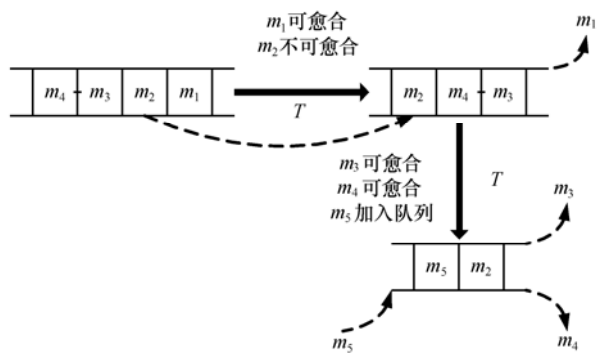 m₁可愈合
m₂不可愈合
m₁
m₄ m₃ m₂ m₁
T
m₂ m₄ m₃
m₃可愈合
m₄可愈合
m₅加入队列
T
m₃
m₅ m₂
m₅
m₄